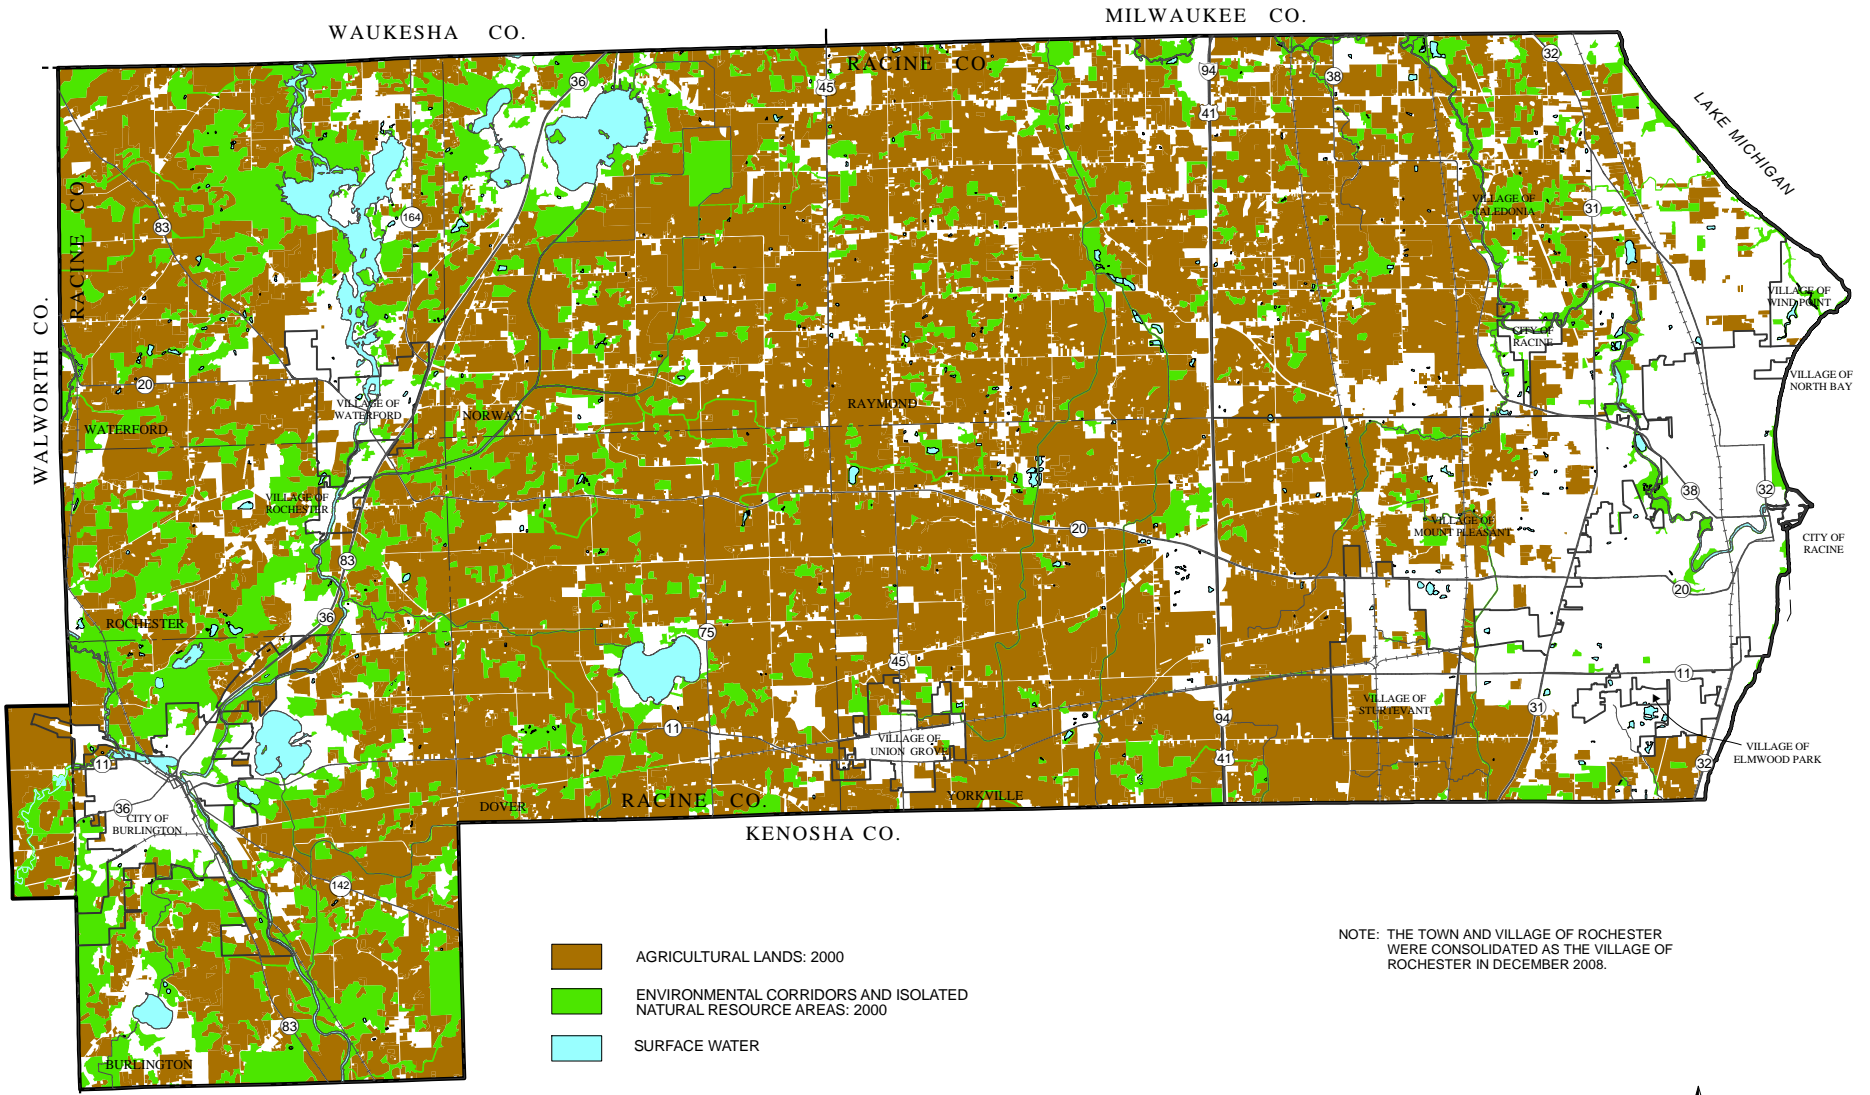 WAUKESHA CO.
MILWAUKEE CO.
RACINE CO.
LAKE MICHIGAN
WALWORTH CO.
RACINE CO
36
45
94
41
38
32
83
164
31
VILLAGE OF
CALEDONIA
VILLAGE OF
WIND POINT
CITY OF
RACINE
VILLAGE OF
NORTH BAY
20
VILLAGE OF
WATERFORD
NORWAY
RAYMOND
WATERFORD
VILLAGE OF
ROCHESTER
38
32
20
VILLAGE OF
MOUNT PLEASANT
CITY OF
RACINE
83
36
20
ROCHESTER
75
45
11
VILLAGE OF
STURTEVANT
31
94
41
11
VILLAGE OF
UNION GROVE
VILLAGE OF
ELMWOOD PARK
32
11
36
CITY OF
BURLINGTON
DOVER
RACINE CO.
YORKVILLE
KENOSHA CO.
142
83
BURLINGTON
AGRICULTURAL LANDS: 2000
ENVIRONMENTAL CORRIDORS AND ISOLATED
NATURAL RESOURCE AREAS: 2000
SURFACE WATER
NOTE: THE TOWN AND VILLAGE OF ROCHESTER
WERE CONSOLIDATED AS THE VILLAGE OF
ROCHESTER IN DECEMBER 2008.